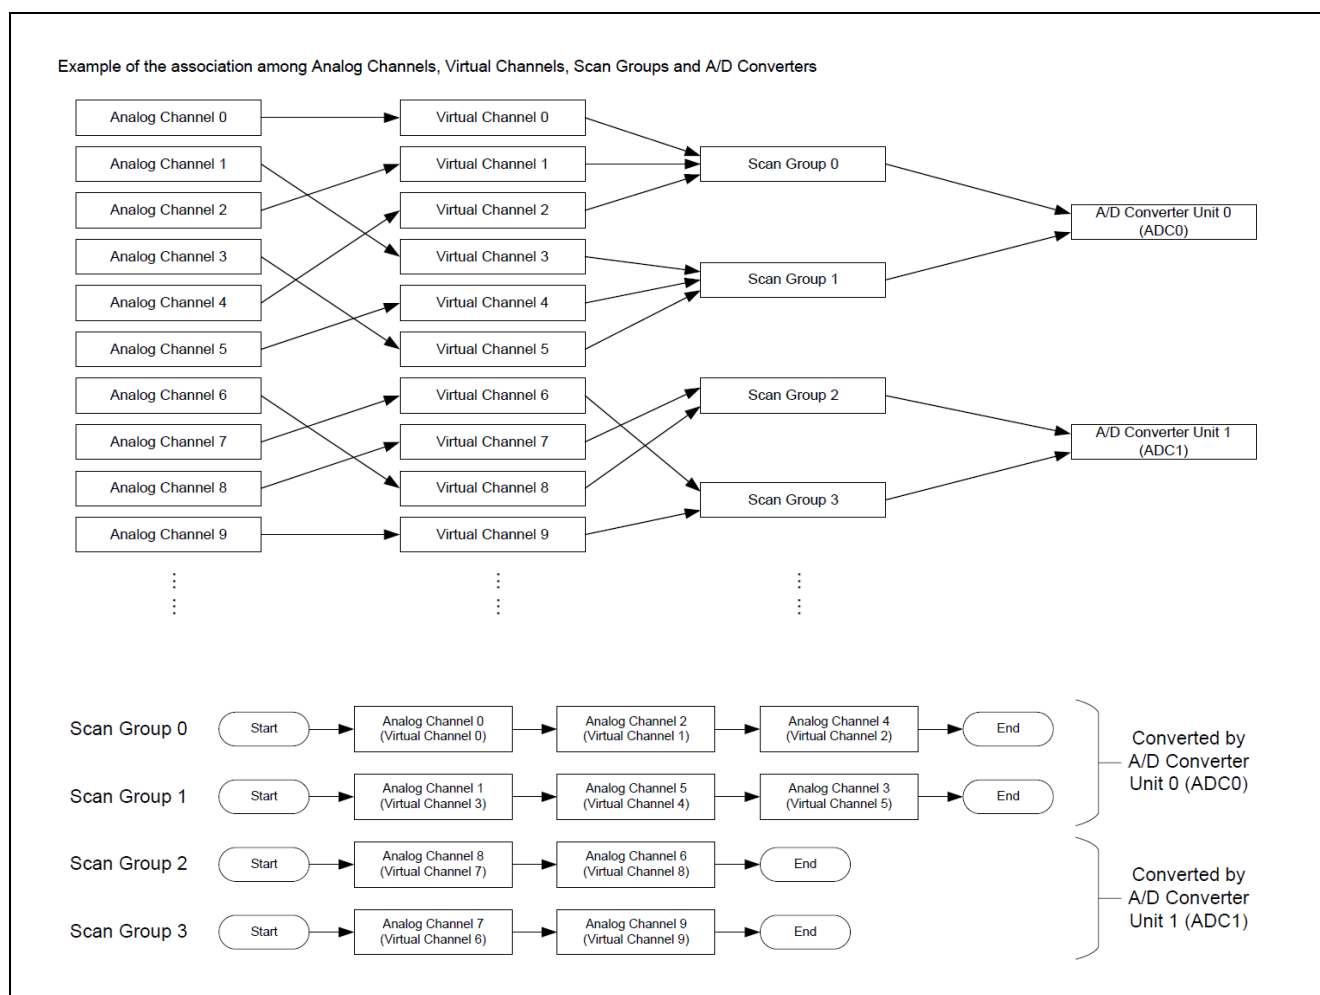 Example of the association among Analog Channels, Virtual Channels, Scan Groups and A/D Converters
Analog Channel 0
Analog Channel 1
Analog Channel 2
Analog Channel 3
Analog Channel 4
Analog Channel 5
Analog Channel 6
Analog Channel 7
Analog Channel 8
Analog Channel 9
Virtual Channel 0
Virtual Channel 1
Virtual Channel 2
Virtual Channel 3
Virtual Channel 4
Virtual Channel 5
Virtual Channel 6
Virtual Channel 7
Virtual Channel 8
Virtual Channel 9
Scan Group 0
Scan Group 1
Scan Group 2
Scan Group 3
A/D Converter Unit 0
(ADC0)
A/D Converter Unit 1
(ADC1)
Scan Group 0
Start
Analog Channel 0
(Virtual Channel 0)
Analog Channel 2
(Virtual Channel 1)
Analog Channel 4
(Virtual Channel 2)
End
Scan Group 1
Start
Analog Channel 1
(Virtual Channel 3)
Analog Channel 5
(Virtual Channel 4)
Analog Channel 3
(Virtual Channel 5)
End
Converted by
A/D Converter
Unit 0 (ADC0)
Scan Group 2
Start
Analog Channel 8
(Virtual Channel 7)
Analog Channel 6
(Virtual Channel 8)
End
Scan Group 3
Start
Analog Channel 7
(Virtual Channel 6)
Analog Channel 9
(Virtual Channel 9)
End
Converted by
A/D Converter
Unit 1 (ADC1)